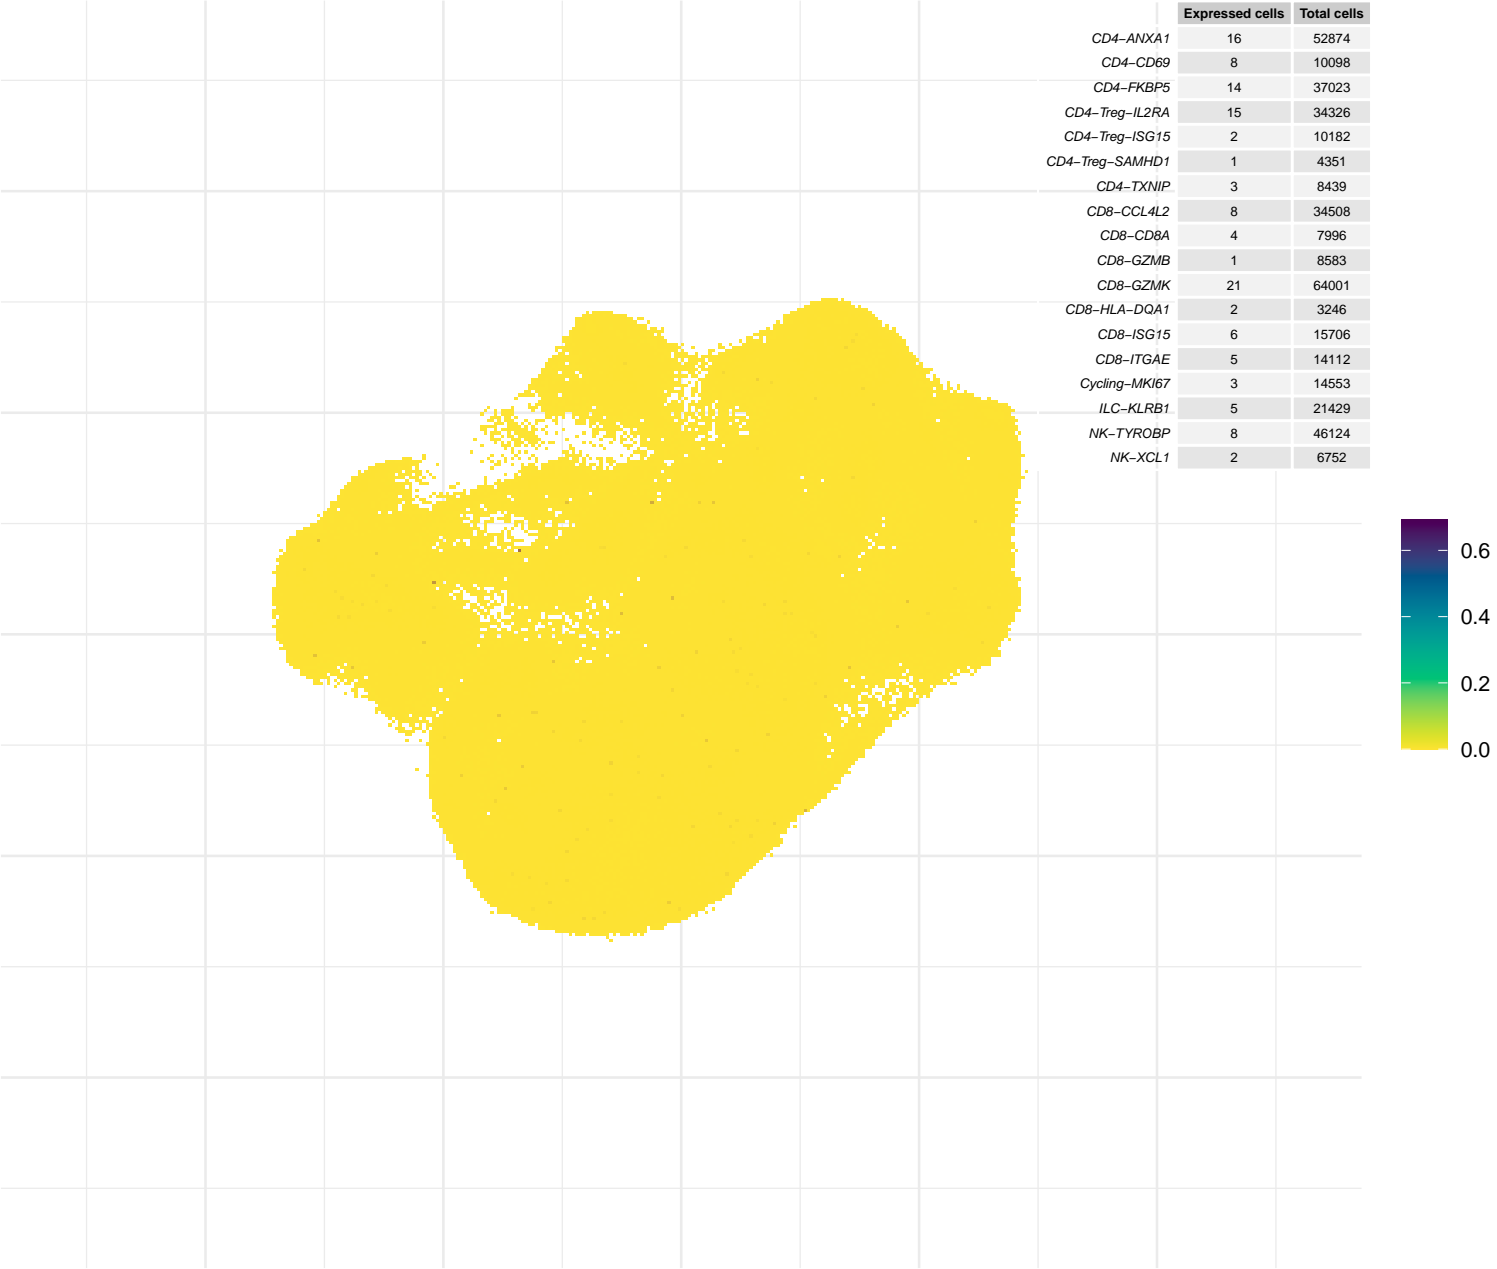 Expressed cells Total cells
CD4−ANXA1 16 52874
CD4−CD69 8 10098
CD4−FKBP5 14 37023
CD4−Treg−IL2RA 15 34326
CD4−Treg−ISG15 2 10182
CD4−Treg−SAMHD1 1 4351
CD4−TXNIP 3 8439
CD8−CCL4L2 8 34508
CD8−CD8A 4 7996
CD8−GZMB 1 8583
CD8−GZMK 21 64001
CD8−HLA−DQA1 2 3246
CD8−ISG15 6 15706
CD8−ITGAE 5 14112
Cycling−MKI67 3 14553
ILC−KLRB1 5 21429
NK−TYROBP 8 46124
NK−XCL1 2 6752
0.6
0.4
0.2
0.0